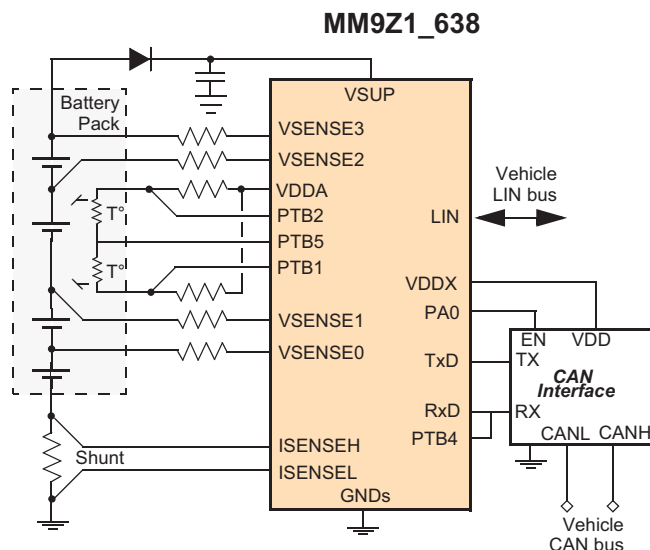 MM9Z1_638
VSUP
Battery
Pack
VSENSE3
VSENSE2
VDDA
PTB2
T°
PTB5
T°
PTB1
VSENSE1
VSENSE0
Vehicle
LIN bus
LIN
VDDX
PA0
EN VDD
TxD
TX
CAN
Interface
RxD
RX
PTB4
CANL CANH
ISENSEH
Shunt
ISENSEL
GNDs
Vehicle
CAN bus